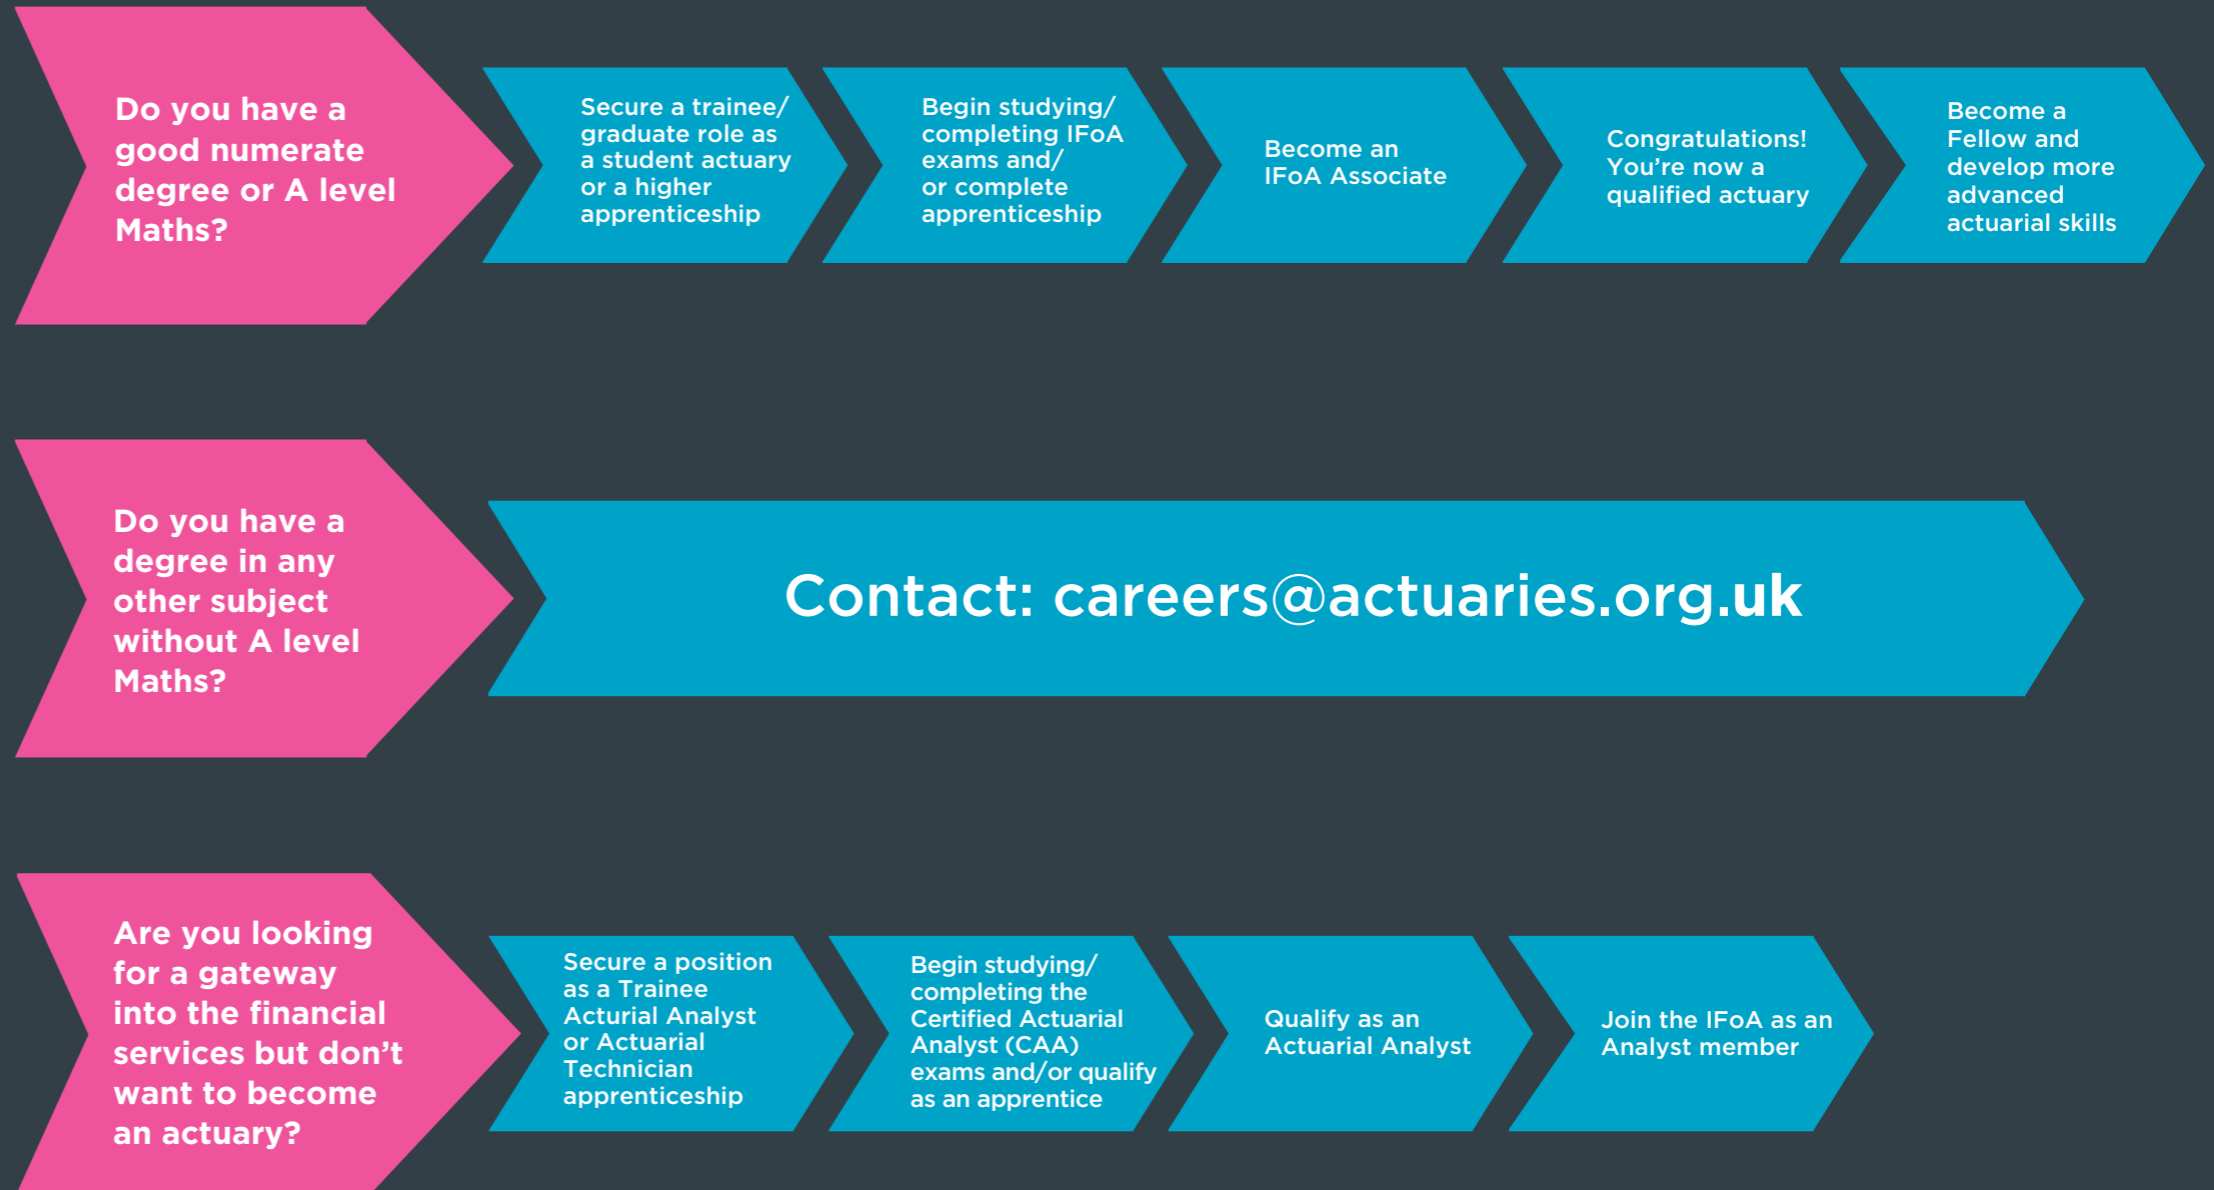 Do you have a
good numerate
degree or A level
Maths?
Secure a trainee/
graduate role as
a student actuary
or a higher
apprenticeship
Begin studying/
completing IFoA
exams and/
or complete
apprenticeship
Become an
IFoA Associate
Congratulations!
You’re now a
qualified actuary
Become a
Fellow and
develop more
advanced
actuarial skills
Do you have a
degree in any
other subject
without A level
Maths?
Contact: careers@actuaries.org.uk
Are you looking
for a gateway
into the financial
services but don’t
want to become
an actuary?
Secure a position
as a Trainee
Acturial Analyst
or Actuarial
Technician
apprenticeship
Begin studying/
completing the
Certified Actuarial
Analyst (CAA)
exams and/or qualify
as an apprentice
Qualify as an
Actuarial Analyst
Join the IFoA as an
Analyst member